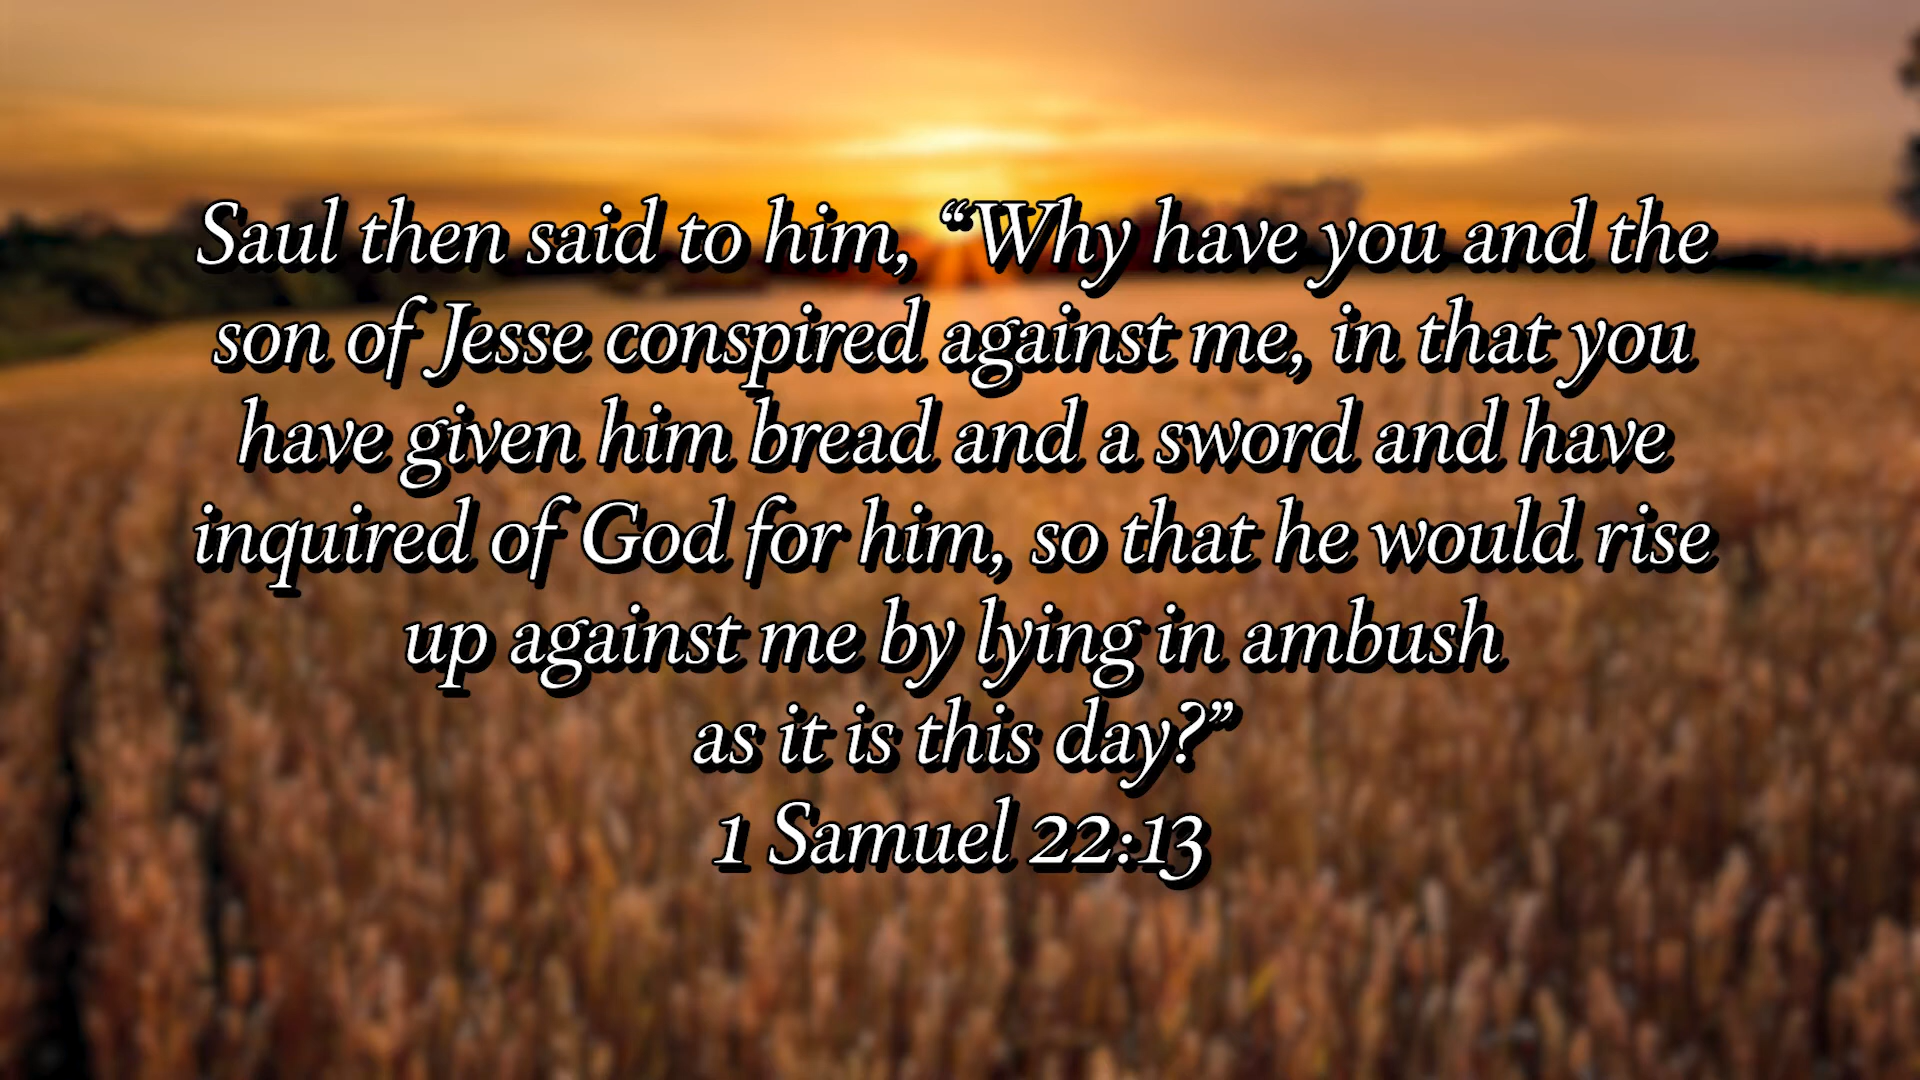 Saul then said to him, “Why have you and the
son of Jesse conspired against me, in that you
have given him bread and a sword and have
inquired of God for him, so that he would rise
up against me by lying in ambush
as it is this day?”
1 Samuel 22:13